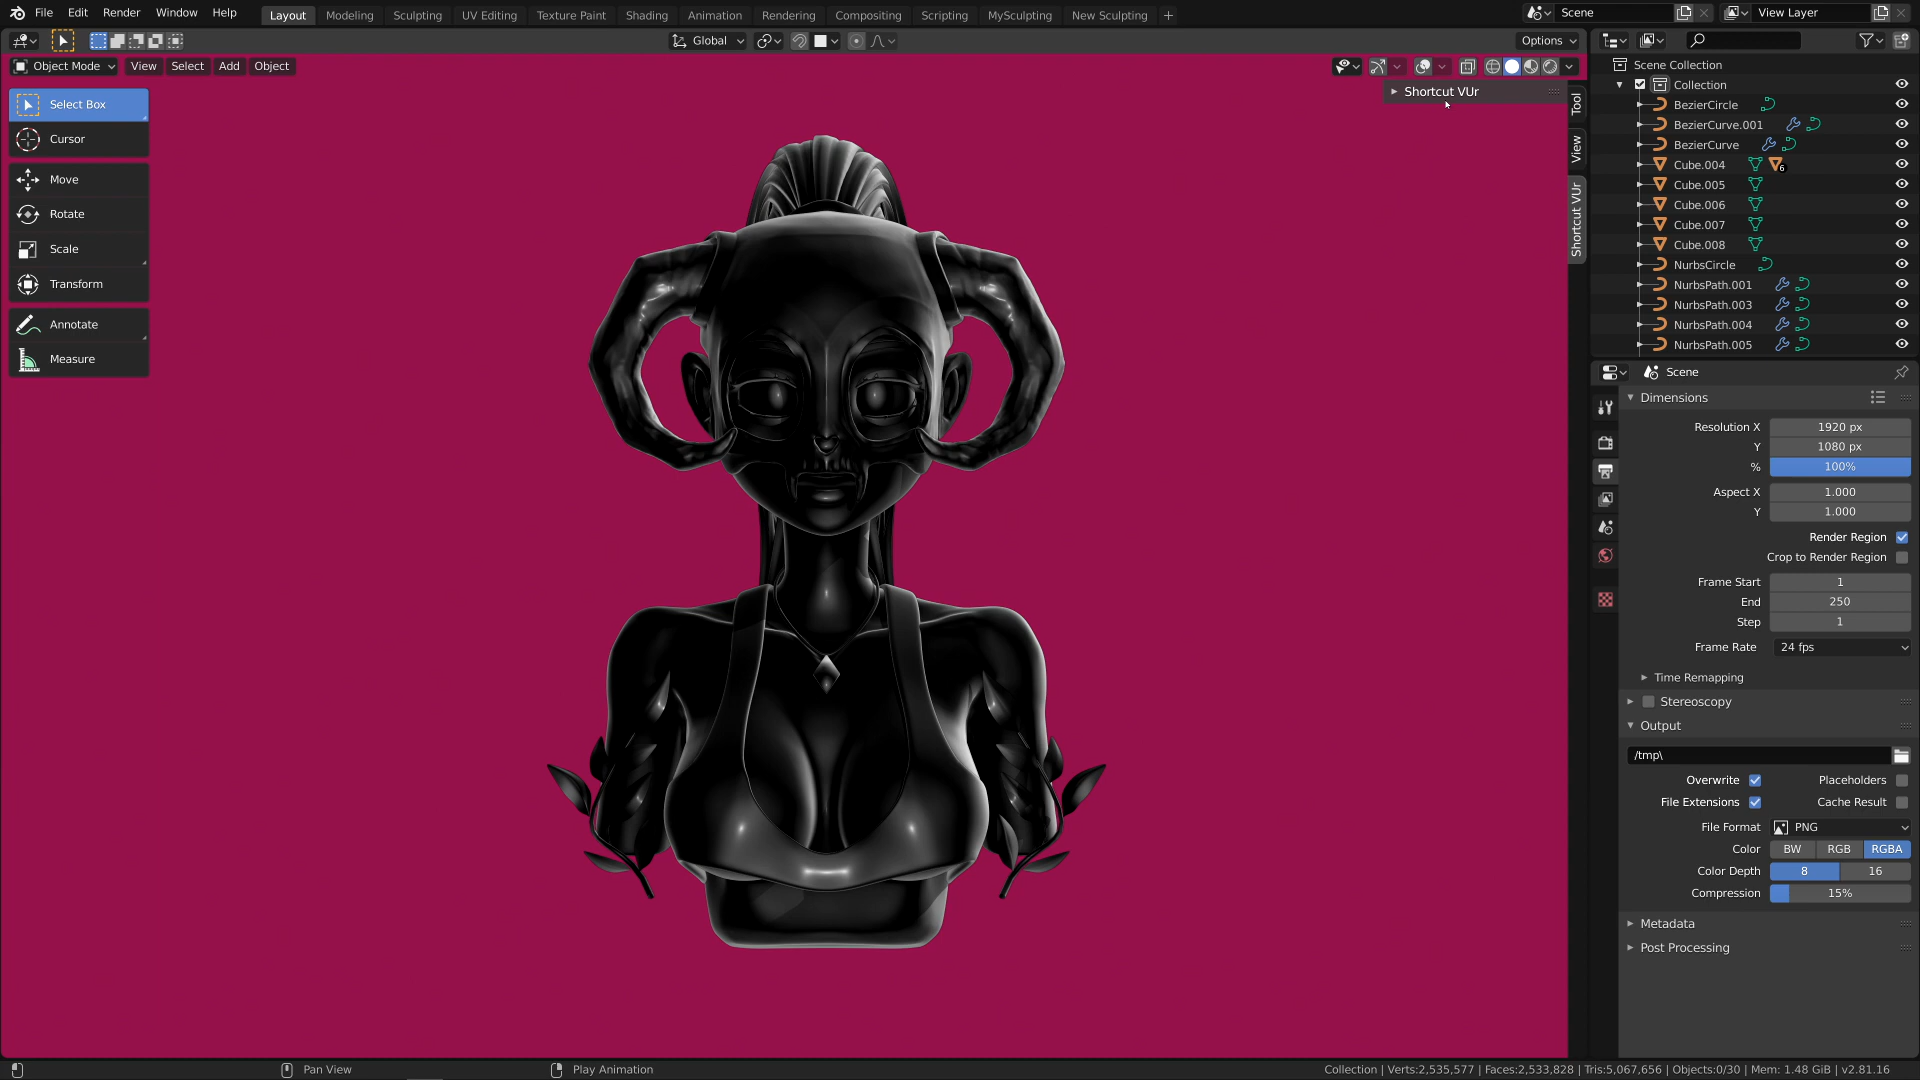 File Edit Render Window Help Layout Modeling Sculpting UV Editing Texture Paint Shading Animation Rendering Compositing Scripting MySculpting New Sculpting + Scene View Layer
Global Options
Object Mode View Select Add Object
Shortcut VUr
Select Box
Cursor
Move
Rotate
Scale
Transform
Annotate
Measure
Tool
View
Shortcut VUr
Scene Collection
Collection
BezierCircle
BezierCurve.001
BezierCurve
Cube.004 6
Cube.005
Cube.006
Cube.007
Cube.008
NurbsCircle
NurbsPath.001
NurbsPath.003
NurbsPath.004
NurbsPath.005
Scene
Dimensions
Resolution X 1920 px
Y 1080 px
% 100%
Aspect X 1.000
Y 1.000
Render Region
Crop to Render Region
Frame Start 1
End 250
Step 1
Frame Rate 24 fps
Time Remapping
Stereoscopy
Output
/tmp\
Overwrite Placeholders
File Extensions Cache Result
File Format PNG
Color BW RGB RGBA
Color Depth 8 16
Compression 15%
Metadata
Post Processing
Pan View Play Animation Collection | Verts:2,535,577 | Faces:2,533,828 | Tris:5,067,656 | Objects:0/30 | Mem: 1.48 GiB | v2.81.16